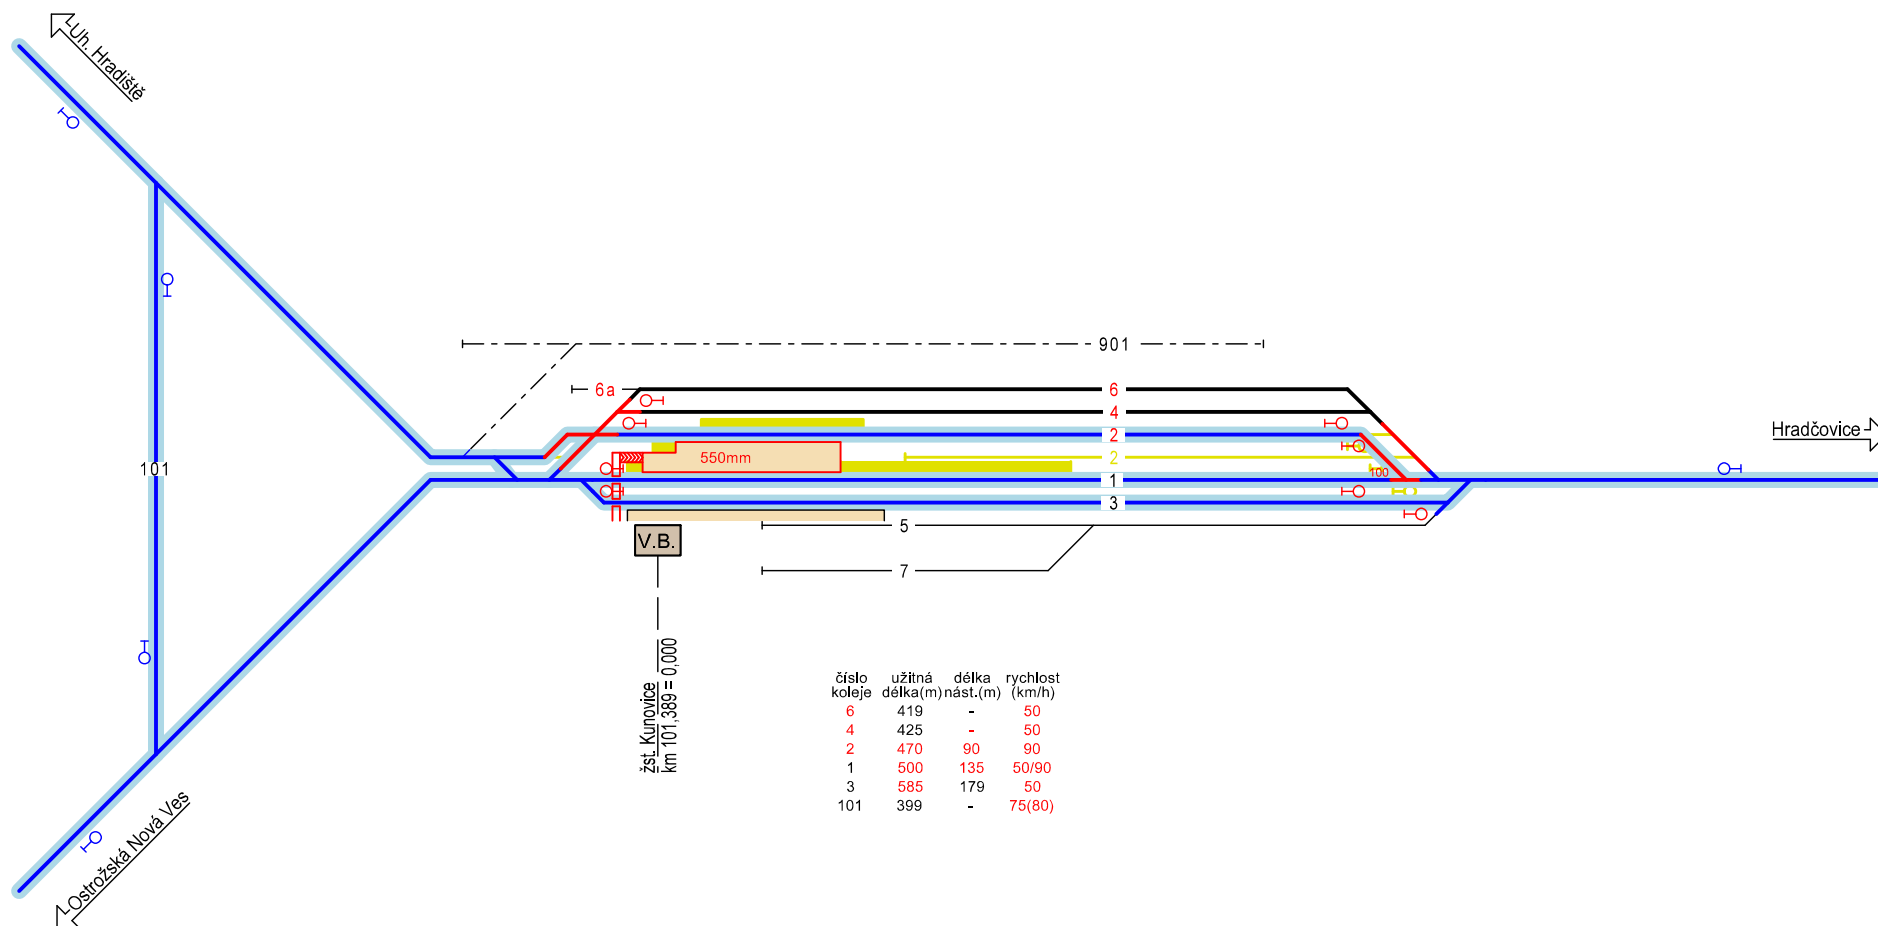 Uh. Hradiště
901
6a
6
4
Hradčovice
2
550mm
2
101
100
1
3
5
V.B.
7
žst. Kunovice
km 101,389 = 0,000
číslo koleje užitná délka(m) délka nást.(m) rychlost (km/h)
6 419 - 50
4 425 - 50
2 470 90 90
1 500 135 50/90
3 585 179 50
101 399 - 75(80)
Ostrožská Nová Ves